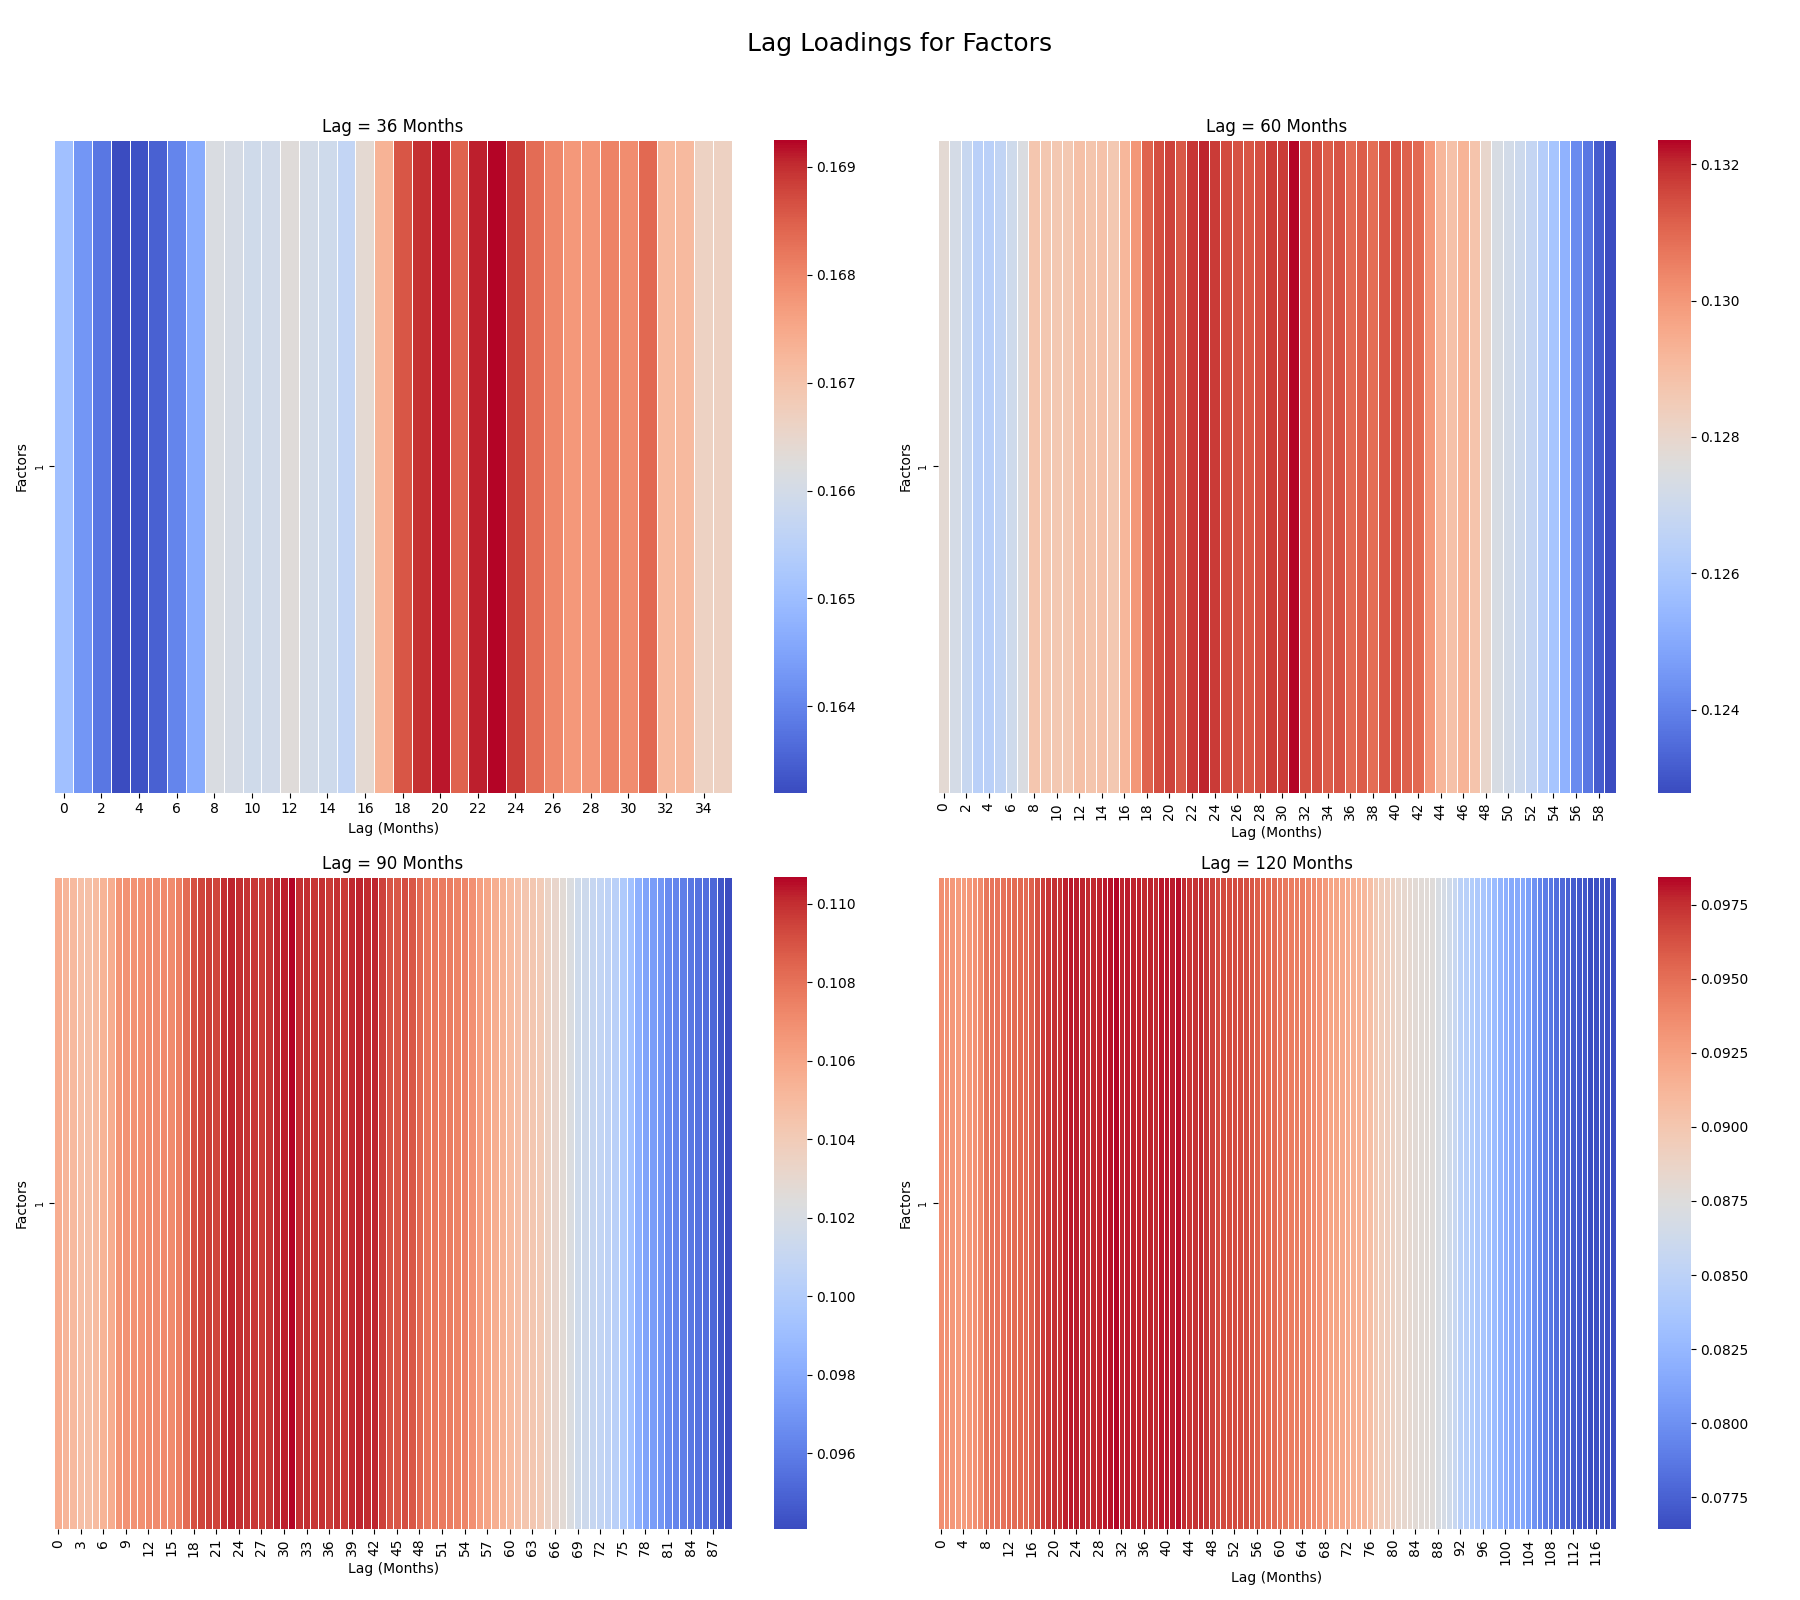 Lag Loadings for Factors
Lag = 36 Months
Factors
1
0 2 4 6 8 10 12 14 16 18 20 22 24 26 28 30 32 34
Lag (Months)
0.169
0.168
0.167
0.166
0.165
0.164
Lag = 60 Months
Factors
1
0 2 4 6 8 10 12 14 16 18 20 22 24 26 28 30 32 34 36 38 40 42 44 46 48 50 52 54 56 58
Lag (Months)
0.132
0.130
0.128
0.126
0.124
Lag = 90 Months
Factors
1
0 3 6 9 12 15 18 21 24 27 30 33 36 39 42 45 48 51 54 57 60 63 66 69 72 75 78 81 84 87
Lag (Months)
0.110
0.108
0.106
0.104
0.102
0.100
0.098
0.096
Lag = 120 Months
Factors
1
0 4 8 12 16 20 24 28 32 36 40 44 48 52 56 60 64 68 72 76 80 84 88 92 96 100 104 108 112 116
Lag (Months)
0.0975
0.0950
0.0925
0.0900
0.0875
0.0850
0.0825
0.0800
0.0775